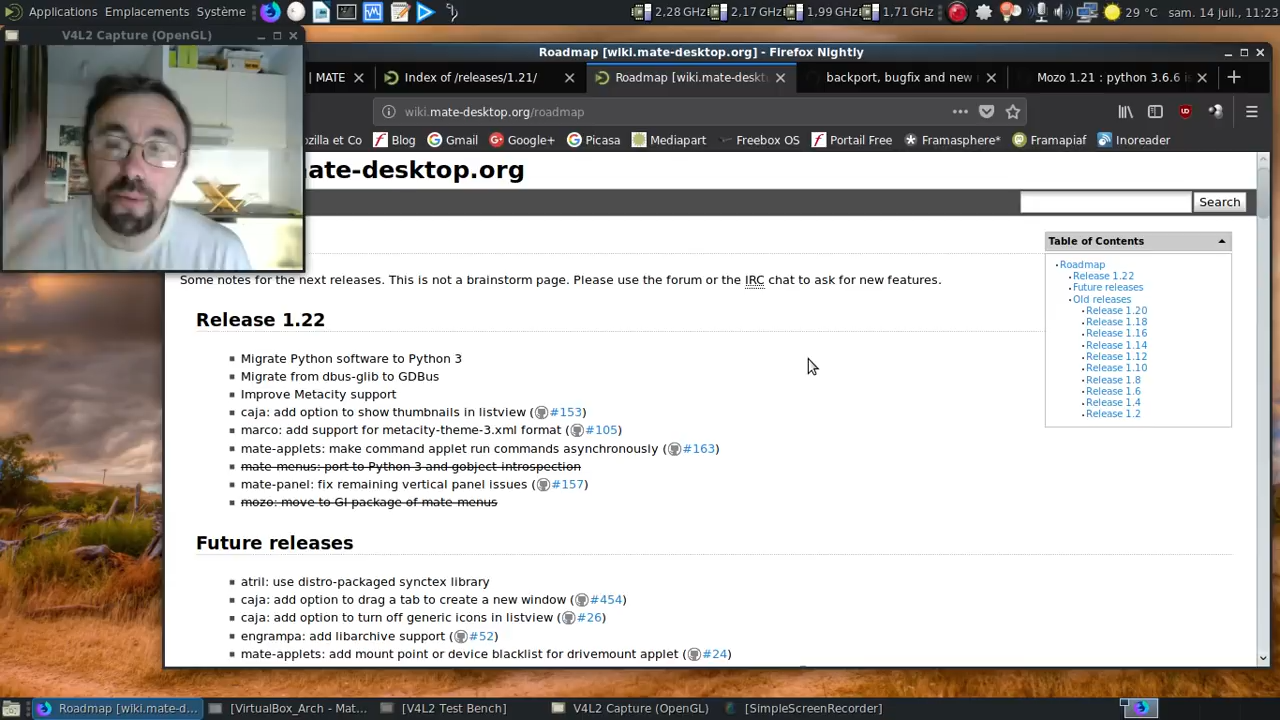 Applications Emplacements Système 2,28 GHz 2,17 GHz 1,99 GHz 1,71 GHz 29 °C sam. 14 juil., 11:23
V4L2 Capture (OpenGL)
Roadmap [wiki.mate-desktop.org] - Firefox Nightly
| MATE Index of /releases/1.21/ Roadmap [wiki.mate-deskt backport, bugfix and new Mozo 1.21 : python 3.6.6
wiki.mate-desktop.org/roadmap
zilla et Co Blog Gmail Google+ Picasa Mediapart Freebox OS Portail Free Framasphere* Framapiaf Inoreader
ate-desktop.org
Search
Table of Contents
Roadmap
Release 1.22
Future releases
Old releases
Release 1.20
Release 1.18
Release 1.16
Release 1.14
Release 1.12
Release 1.10
Release 1.8
Release 1.6
Release 1.4
Release 1.2
Some notes for the next releases. This is not a brainstorm page. Please use the forum or the IRC chat to ask for new features.
Release 1.22
Migrate Python software to Python 3
Migrate from dbus-glib to GDBus
Improve Metacity support
caja: add option to show thumbnails in listview (#153)
marco: add support for metacity-theme-3.xml format (#105)
mate-applets: make command applet run commands asynchronously (#163)
mate-menus: port to Python 3 and gobject introspection
mate-panel: fix remaining vertical panel issues (#157)
mozo: move to GI package of mate-menus
Future releases
atril: use distro-packaged synctex library
caja: add option to drag a tab to create a new window (#454)
caja: add option to turn off generic icons in listview (#26)
engrampa: add libarchive support (#52)
mate-applets: add mount point or device blacklist for drivemount applet (#24)
Roadmap [wiki.mate-d... [VirtualBox_Arch - Mat... [V4L2 Test Bench] V4L2 Capture (OpenGL) [SimpleScreenRecorder]